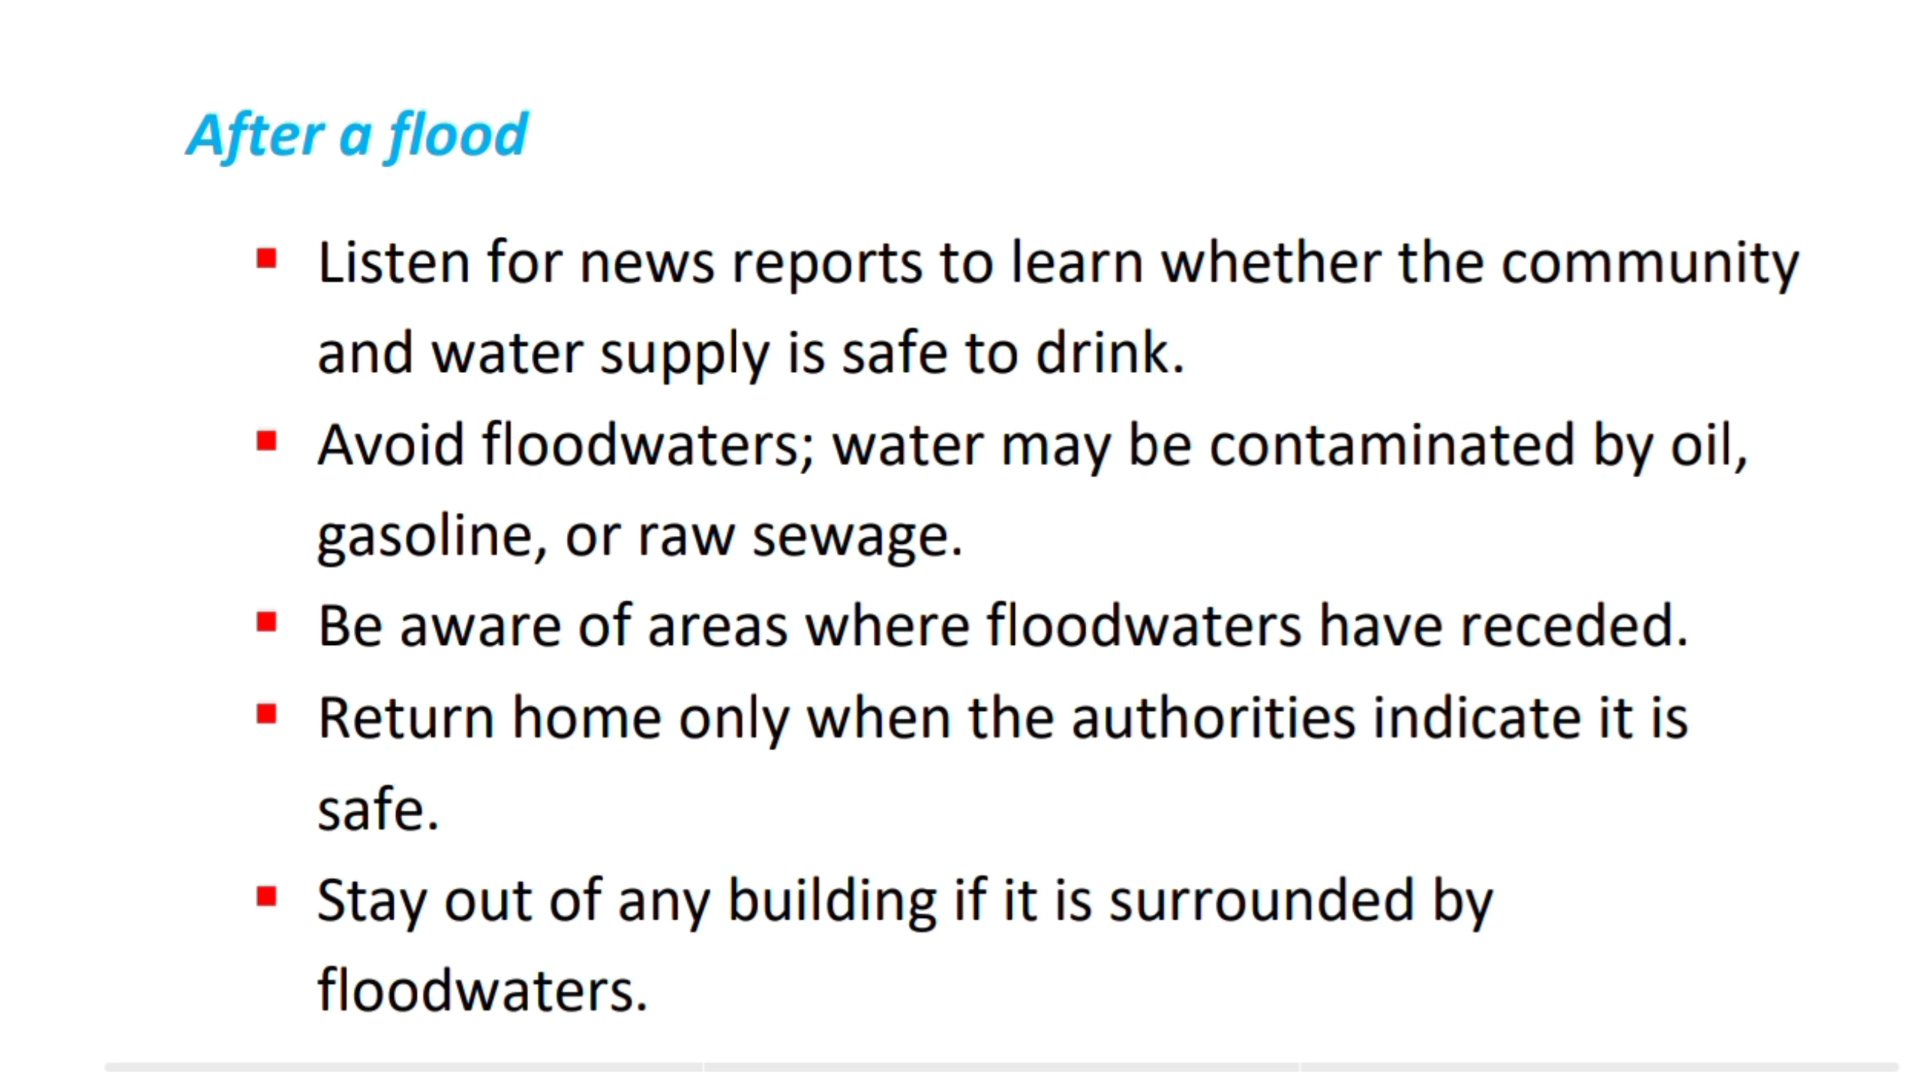 After a flood
▪ Listen for news reports to learn whether the community
and water supply is safe to drink.
▪ Avoid floodwaters; water may be contaminated by oil,
gasoline, or raw sewage.
▪ Be aware of areas where floodwaters have receded.
▪ Return home only when the authorities indicate it is
safe.
▪ Stay out of any building if it is surrounded by
floodwaters.